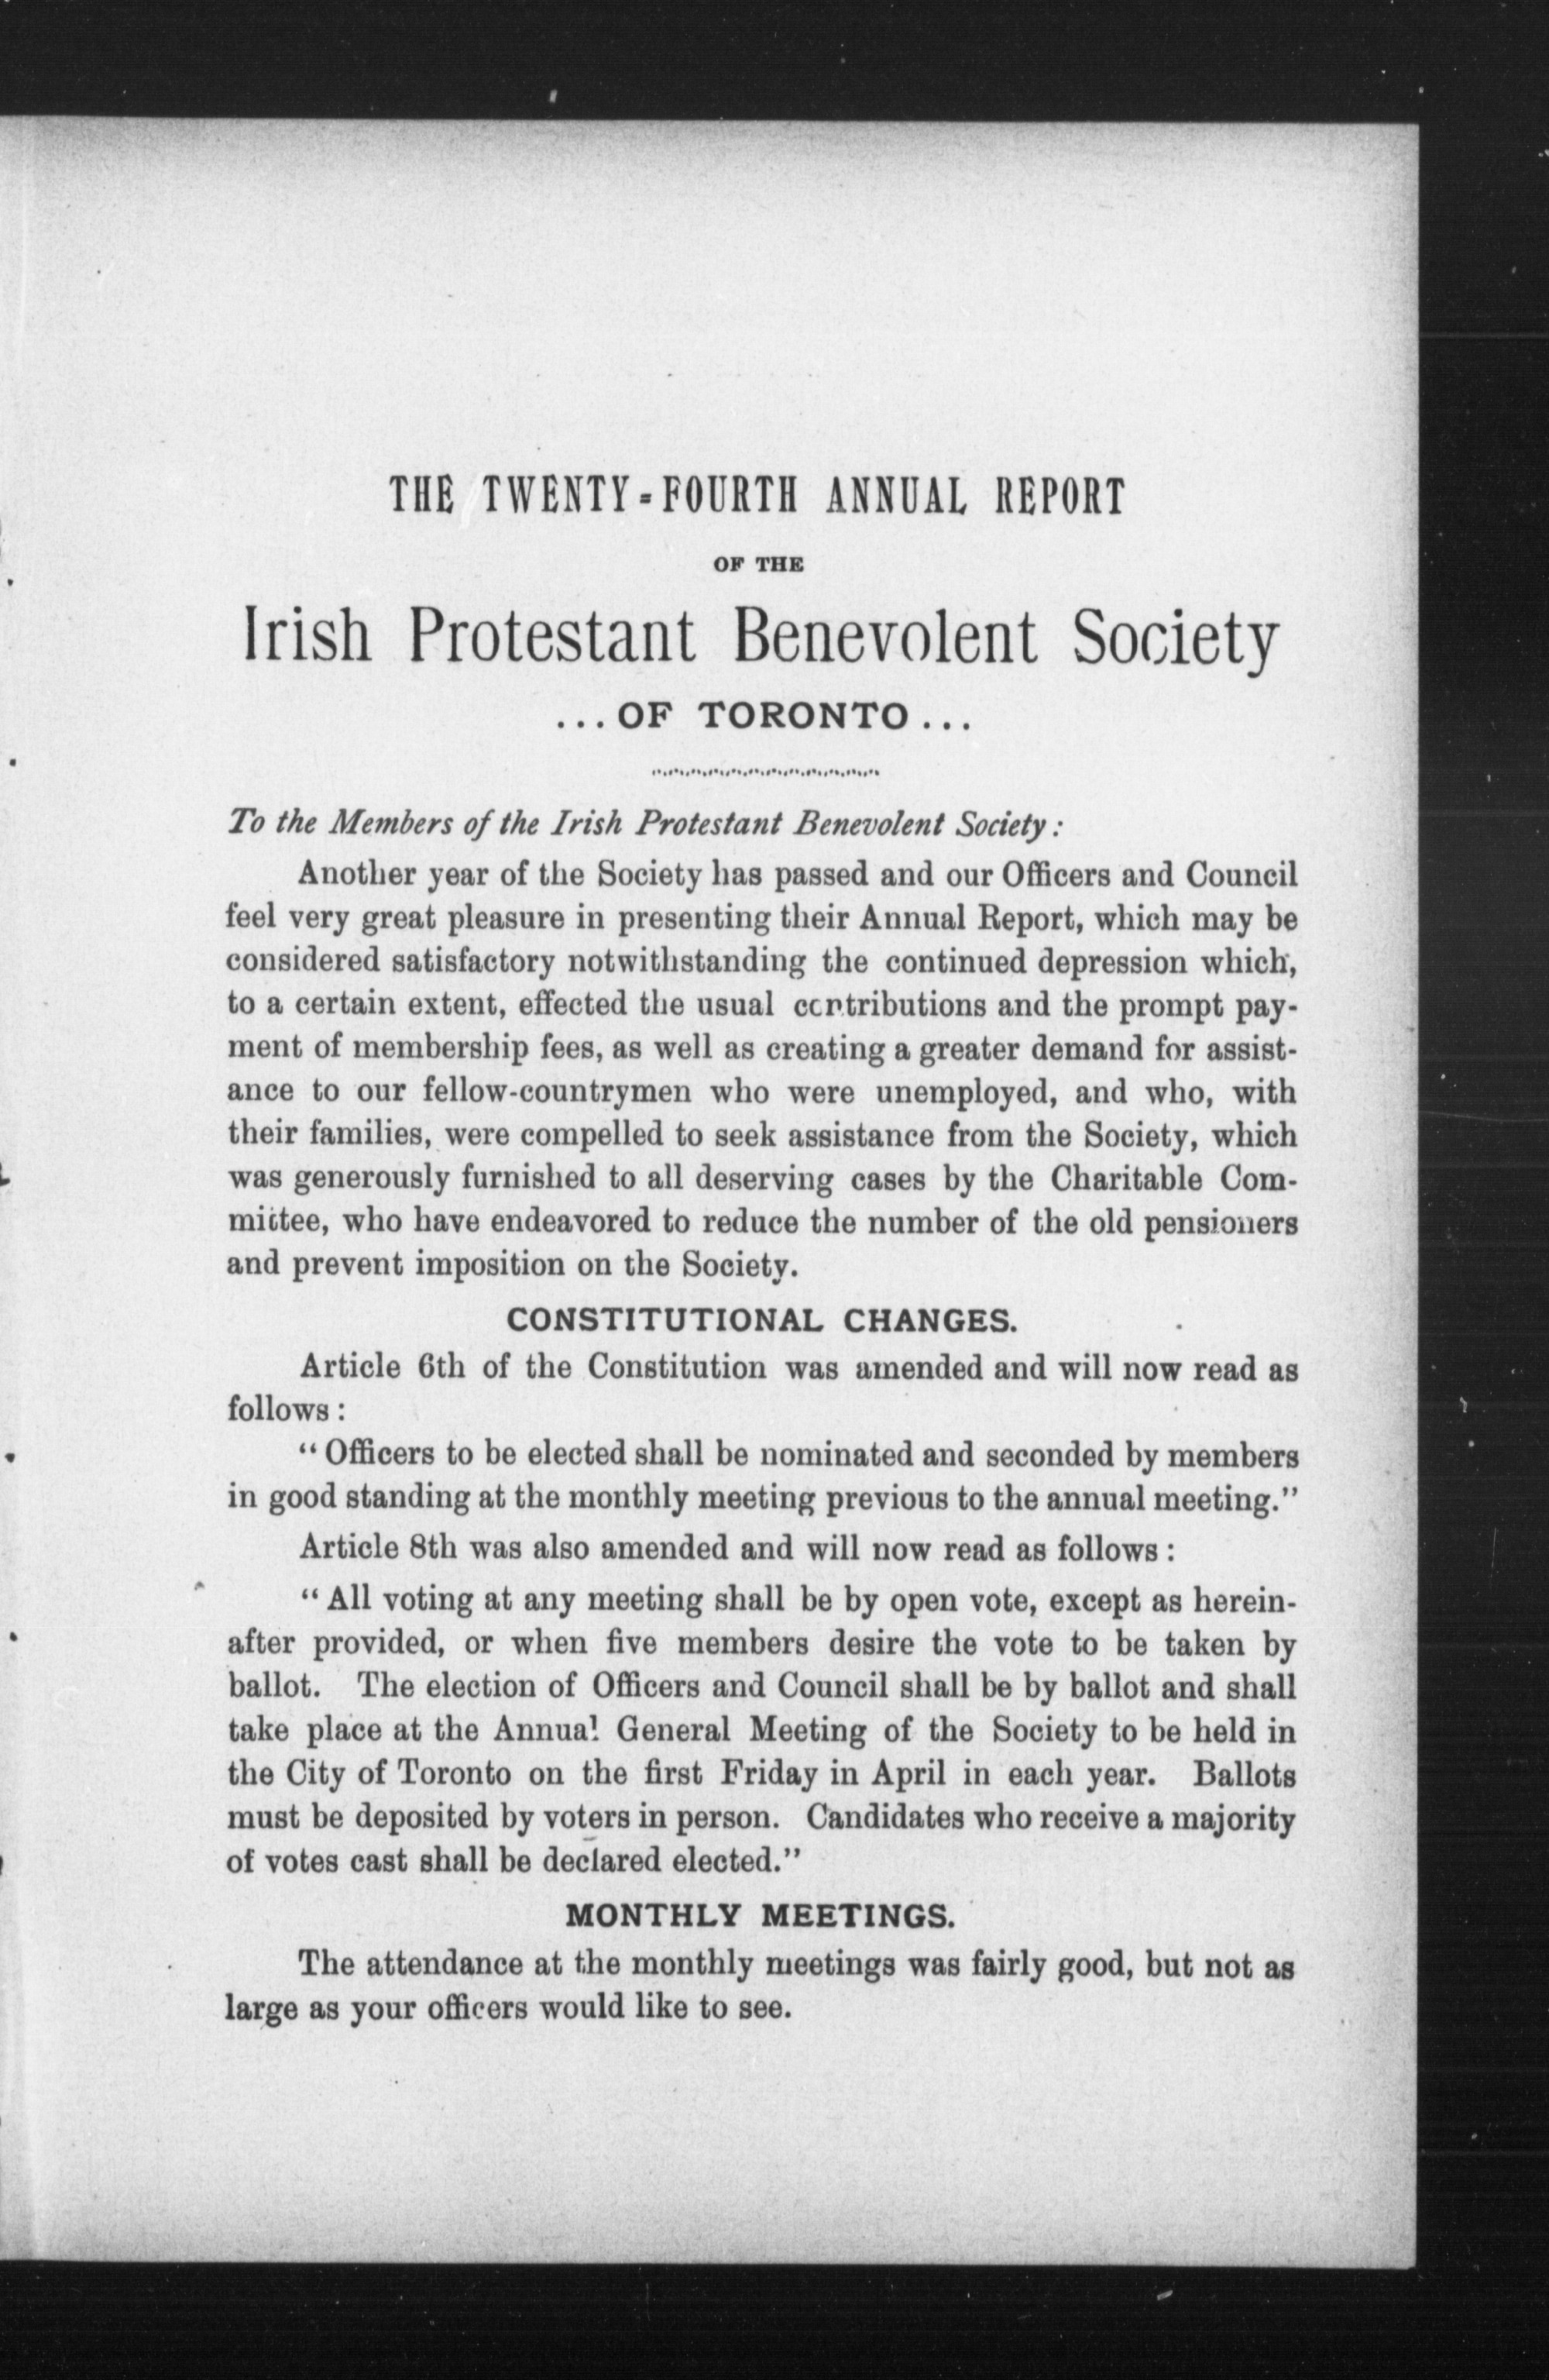 THE TWENTY-FOURTH ANNUAL REPORT
OF THE
Irish Protestant Benevolent Society
...OF TORONTO...
To the Members of the Irish Protestant Benevolent Society:
Another year of the Society has passed and our Officers and Council
feel very great pleasure in presenting their Annual Report, which may be
considered satisfactory notwithstanding the continued depression which,
to a certain extent, effected the usual contributions and the prompt pay-
ment of membership fees, as well as creating a greater demand for assist-
ance to our fellow-countrymen who were unemployed, and who, with
their families, were compelled to seek assistance from the Society, which
was generously furnished to all deserving cases by the Charitable Com-
mittee, who have endeavored to reduce the number of the old pensioners
and prevent imposition on the Society.
CONSTITUTIONAL CHANGES.
Article 6th of the Constitution was amended and will now read as
follows:
"Officers to be elected shall be nominated and seconded by members
in good standing at the monthly meeting previous to the annual meeting."
Article 8th was also amended and will now read as follows:
"All voting at any meeting shall be by open vote, except as herein-
after provided, or when five members desire the vote to be taken by
ballot. The election of Officers and Council shall be by ballot and shall
take place at the Annual General Meeting of the Society to be held in
the City of Toronto on the first Friday in April in each year. Ballots
must be deposited by voters in person. Candidates who receive a majority
of votes cast shall be declared elected."
MONTHLY MEETINGS.
The attendance at the monthly meetings was fairly good, but not as
large as your officers would like to see.